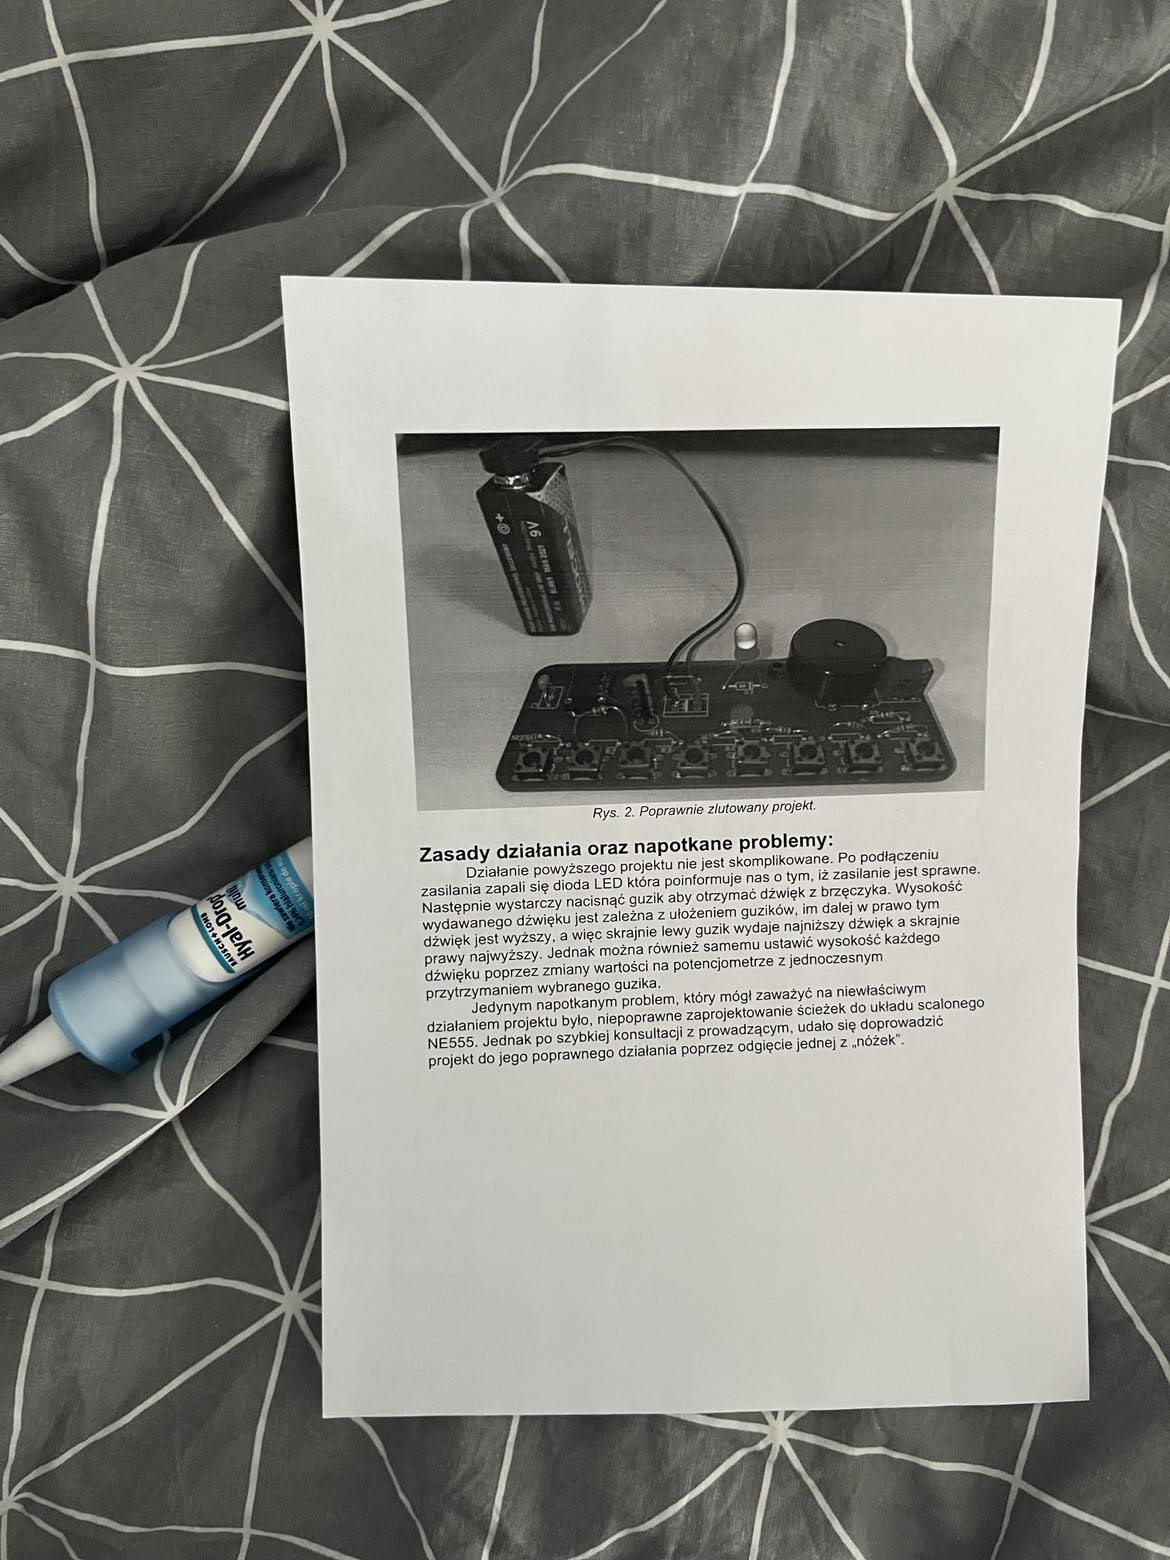 9V
Rys. 2. Poprawnie zlutowany projekt.
Zasady działania oraz napotkane problemy:
Działanie powyższego projektu nie jest skomplikowane. Po podłączeniu
zasilania zapali się dioda LED która poinformuje nas o tym, iż zasilanie jest sprawne.
Następnie wystarczy nacisnąć guzik aby otrzymać dźwięk z brzęczyka. Wysokość
wydawanego dźwięku jest zależna z ułożeniem guzików, im dalej w prawo tym
dźwięk jest wyższy, a więc skrajnie lewy guzik wydaje najniższy dźwięk a skrajnie
prawy najwyższy. Jednak można również samemu ustawić wysokość każdego
dźwięku poprzez zmiany wartości na potencjometrze z jednoczesnym
przytrzymaniem wybranego guzika.
Jedynym napotkanym problem, który mógł zaważyć na niewłaściwym
działaniem projektu było, niepoprawne zaprojektowanie ścieżek do układu scalonego
NE555. Jednak po szybkiej konsultacji z prowadzącym, udało się doprowadzić
projekt do jego poprawnego działania poprzez odgięcie jednej z „nóżek”.
BAUSCH+LOMB
Hyal-Drop
multi